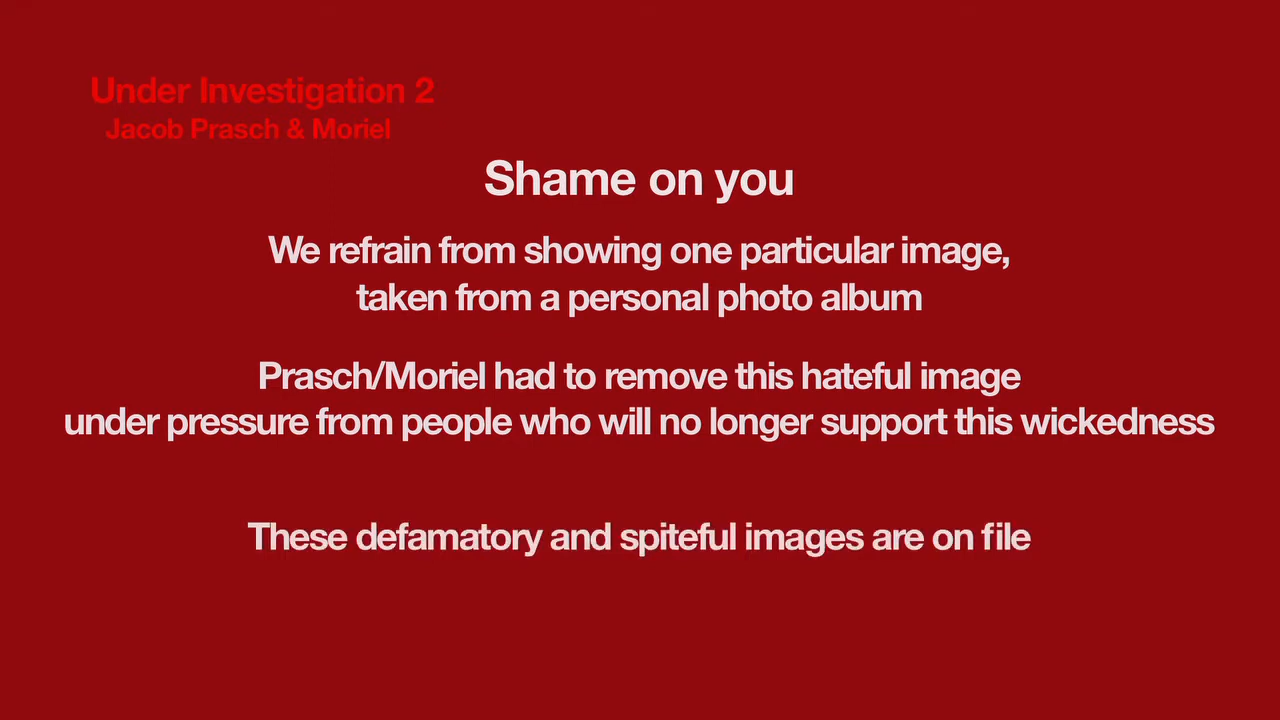 Under Investigation 2
Jacob Prasch & Moriel
Shame on you
We refrain from showing one particular image,
taken from a personal photo album
Prasch/Moriel had to remove this hateful image
under pressure from people who will no longer support this wickedness
These defamatory and spiteful images are on file